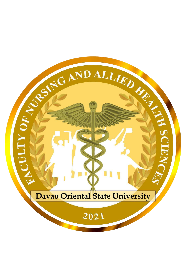 FACULTY OF NURSING AND ALLIED HEALTH SCIENCES
Davao Oriental State University
2021